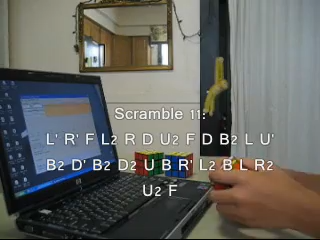 Scramble 11:
L' R' F L2 R D U2 F D B2 L U'
B2 D' B2 D2 U B R' L2 B' L R2
U2 F